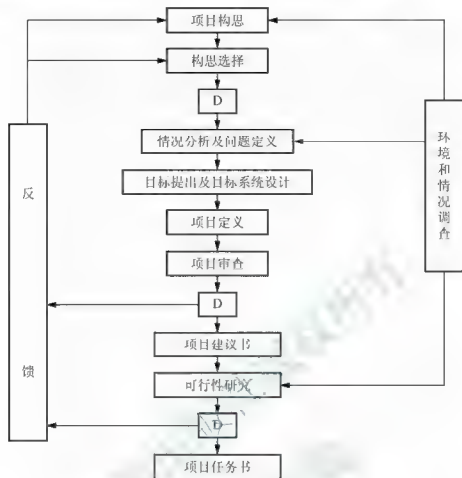 项目构思
构思选择
D
情况分析及问题定义
目标提出及目标系统设计
项目定义
项目审查
D
项目建议书
可行性研究
D
项目任务书
反馈
环境和情况调查